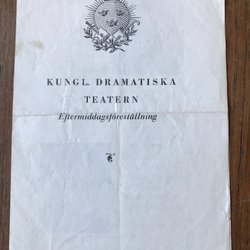 KUNGL. DRAMATISKA
TEATERN
Eftermiddagsföreställning